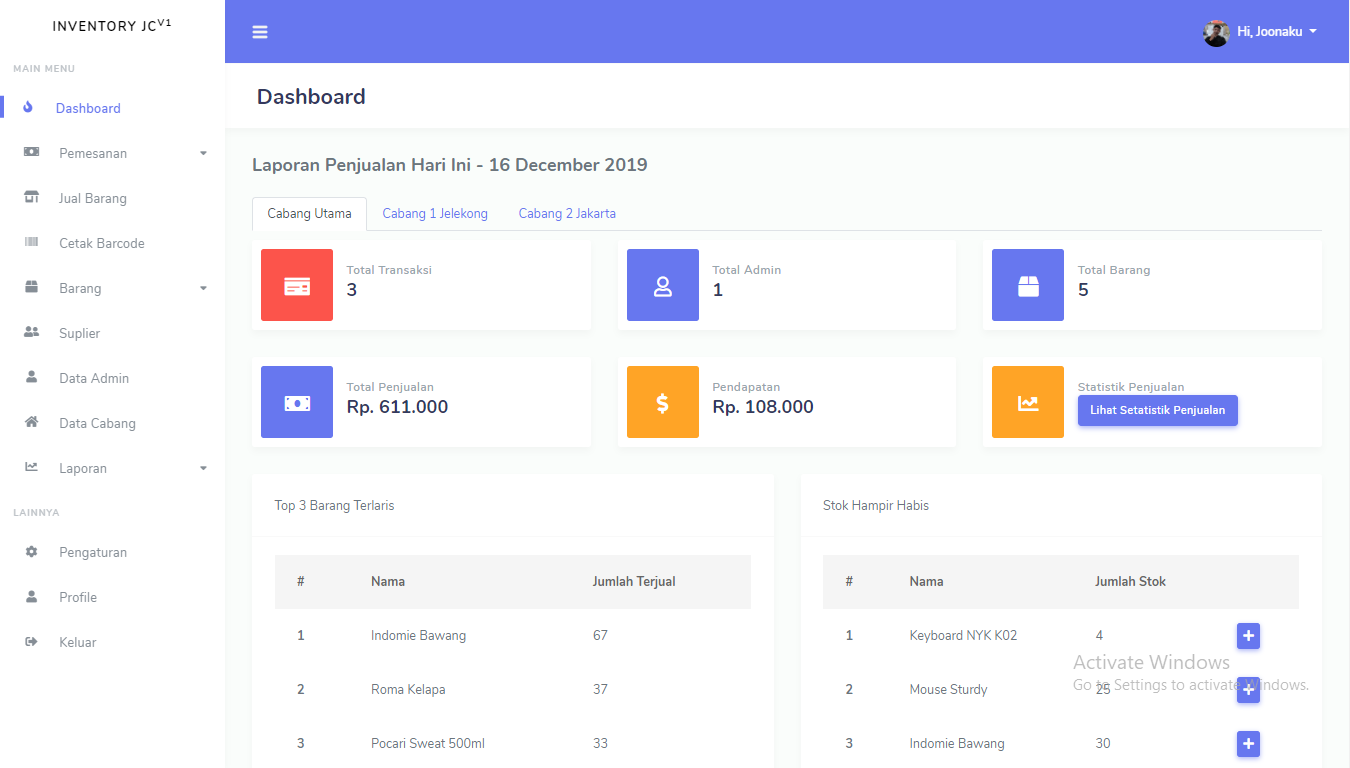 INVENTORY JCV1
MAIN MENU
Dashboard
Pemesanan
Jual Barang
Cetak Barcode
Barang
Suplier
Data Admin
Data Cabang
Laporan
LAINNYA
Pengaturan
Profile
Keluar
Hi, Joonaku
Dashboard
Laporan Penjualan Hari Ini - 16 December 2019
Cabang Utama Cabang 1 Jelekong Cabang 2 Jakarta
Total Transaksi
3
Total Admin
1
Total Barang
5
Total Penjualan
Rp. 611.000
Pendapatan
Rp. 108.000
Statistik Penjualan
Lihat Setatistik Penjualan
Top 3 Barang Terlaris
# Nama Jumlah Terjual
1 Indomie Bawang 67
2 Roma Kelapa 37
3 Pocari Sweat 500ml 33
Stok Hampir Habis
# Nama Jumlah Stok
1 Keyboard NYK K02 4
2 Mouse Sturdy 25
3 Indomie Bawang 30
Activate Windows
Go to Settings to activate Windows.